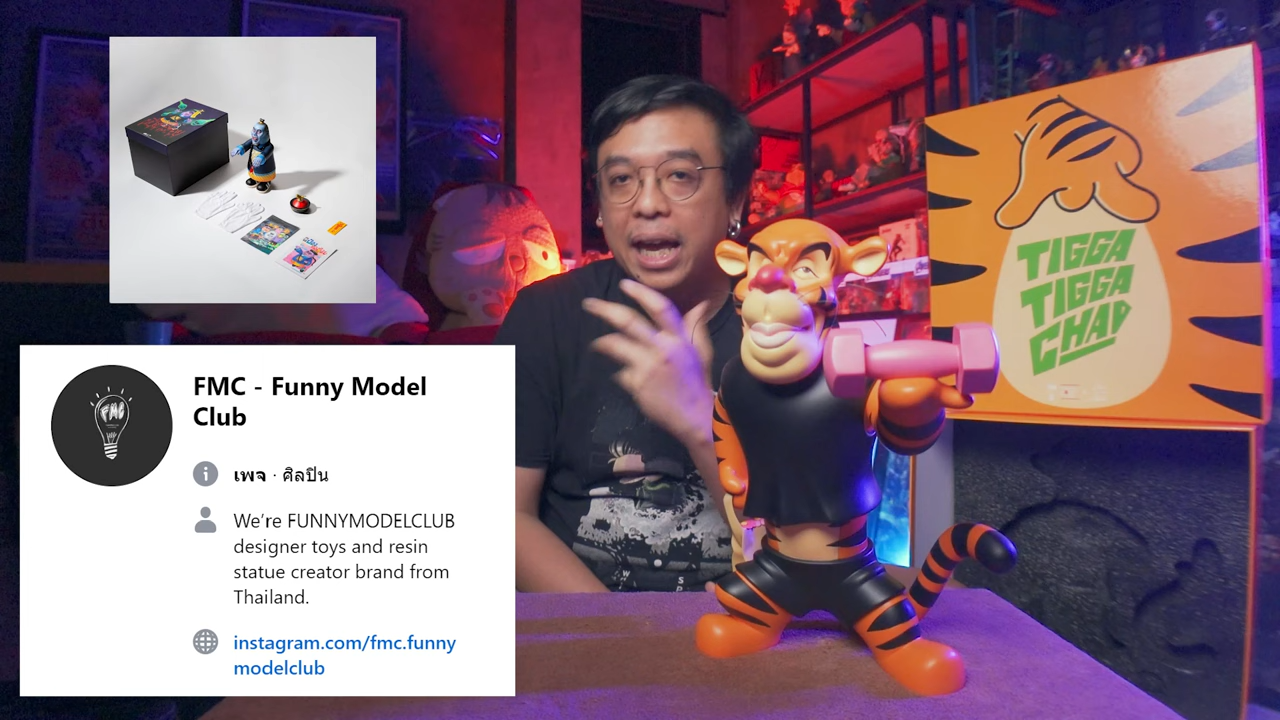 FMC
FMC - Funny Model
Club
เพจ · ศิลปิน
We're FUNNYMODELCLUB
designer toys and resin
statue creator brand from
Thailand.
instagram.com/fmc.funny
modelclub
TIGGA
TIGGA
CHAD